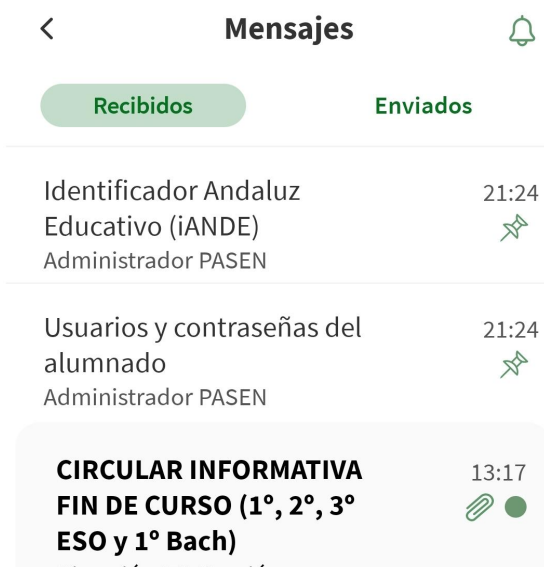 Mensajes
Recibidos
Enviados
Identificador Andaluz
Educativo (iANDE)
21:24
Administrador PASEN
Usuarios y contraseñas del
alumnado
21:24
Administrador PASEN
CIRCULAR INFORMATIVA
FIN DE CURSO (1º, 2º, 3º
ESO y 1º Bach)
13:17